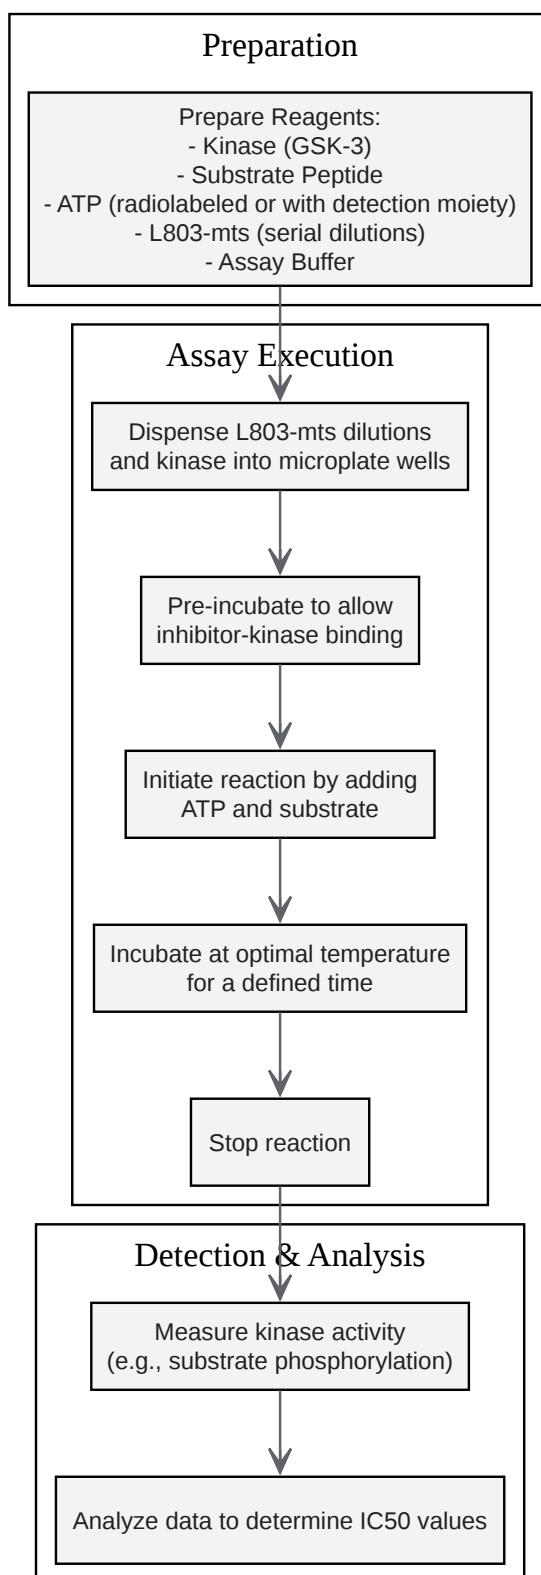 Preparation
Prepare Reagents:
- Kinase (GSK-3)
- Substrate Peptide
- ATP (radiolabeled or with detection moiety)
- L803-mts (serial dilutions)
- Assay Buffer
Assay Execution
Dispense L803-mts dilutions
and kinase into microplate wells
Pre-incubate to allow
inhibitor-kinase binding
Initiate reaction by adding
ATP and substrate
Incubate at optimal temperature
for a defined time
Stop reaction
Detection & Analysis
Measure kinase activity
(e.g., substrate phosphorylation)
Analyze data to determine IC50 values